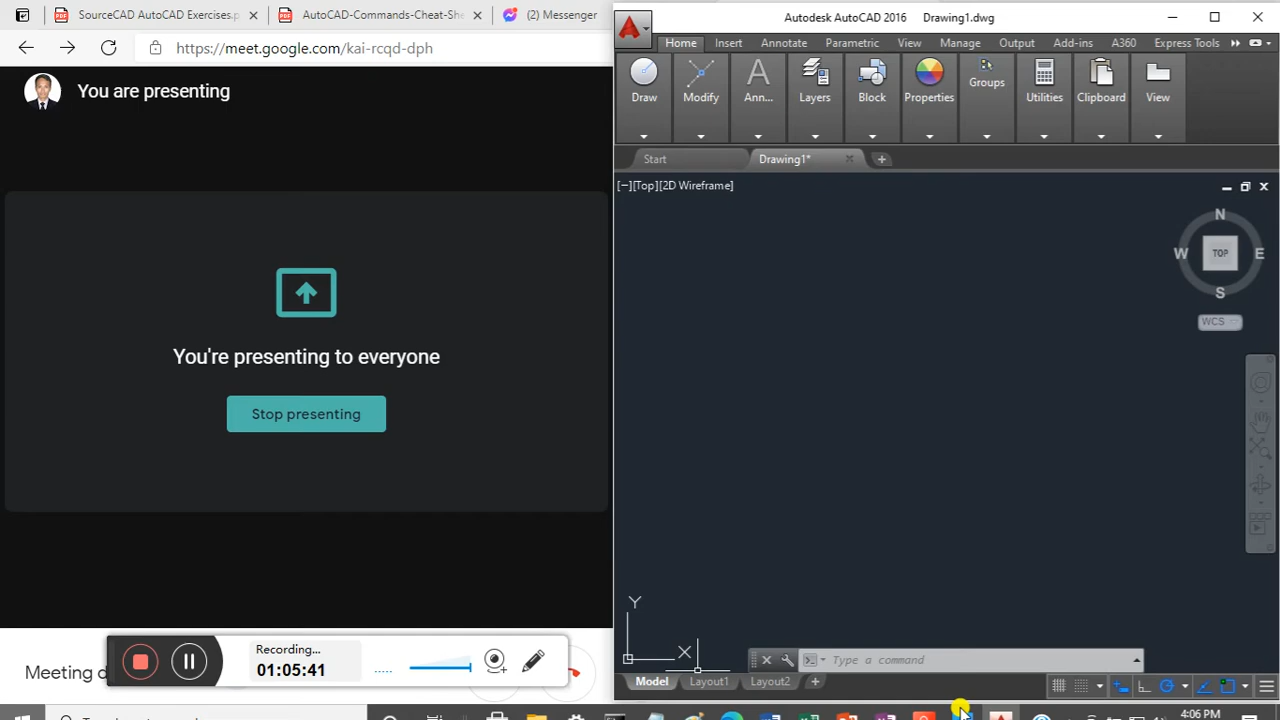 SourceCAD AutoCAD Exercises.p
AutoCAD-Commands-Cheat-She
(2) Messenger
https://meet.google.com/kai-rcqd-dph
You are presenting
You're presenting to everyone
Stop presenting
Recording...
01:05:41
Meeting d
Autodesk AutoCAD 2016 Drawing1.dwg
Home Insert Annotate Parametric View Manage Output Add-ins A360 Express Tools
Draw Modify Ann... Layers Block Properties Groups Utilities Clipboard View
Start Drawing1*
[−][Top][2D Wireframe]
N
W TOP E
S
WCS
Y
X
Type a command
Model Layout1 Layout2
4:06 PM